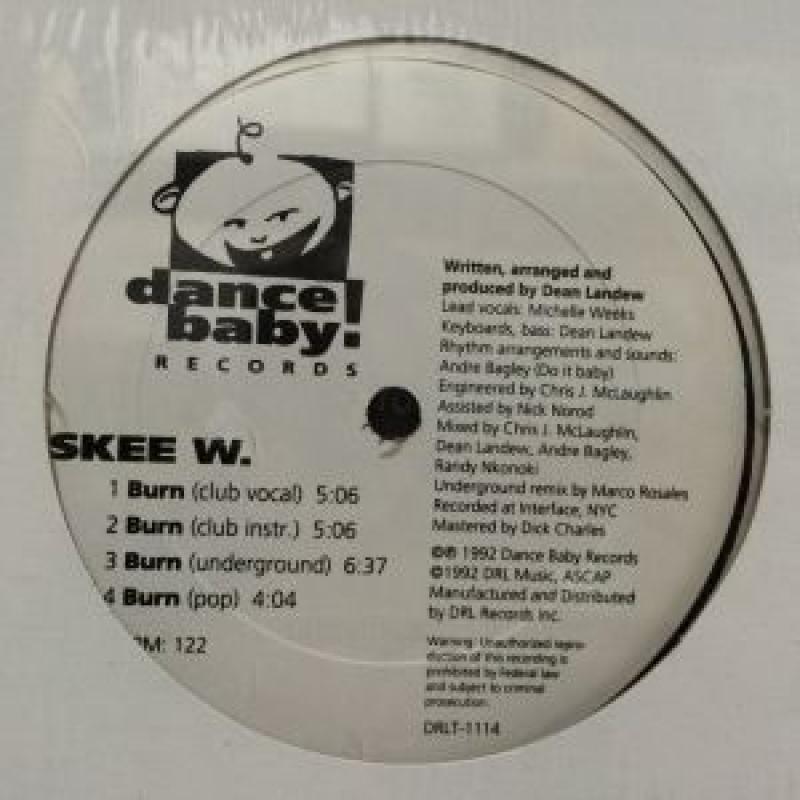 dance!
baby!
RECORDS
SKEE W.
1 Burn (club vocal) 5:06
2 Burn (club instr.) 5:06
3 Burn (underground) 6:37
4 Burn (pop) 4:04
PM: 122
Written, arranged and
produced by Dean Landew
Lead vocals: Michelle Weeks
Keyboards, bass: Dean Landew
Rhythm arrangements and sounds:
Andre Bagley (Do it baby)
Engineered by Chris J. McLaughlin
Assisted by Nick Norod
Mixed by Chris J. McLaughlin,
Dean Landew, Andre Bagley,
Randy Nkonoki
Underground remix by Marco Rosales
Recorded at Interface, NYC
Mastered by Dick Charles
©℗ 1992 Dance Baby Records
©1992 DRL Music, ASCAP
Manufactured and Distributed
by DRL Records Inc.
Warning: Unauthorized repro-
duction of this recording is
prohibited by Federal law
and subject to criminal
prosecution.
DRLT-1114